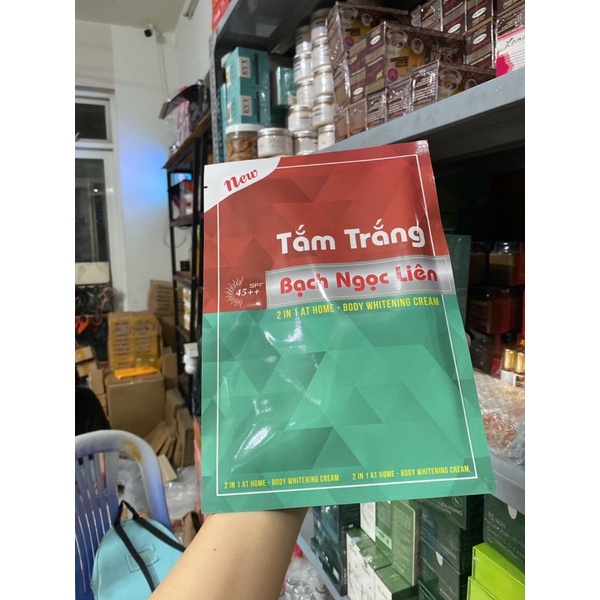 New
Tắm Trắng
SPF
45++
Bạch Ngọc Liên
2 IN 1 AT HOME - BODY WHITENING CREAM
2 IN 1 AT HOME - BODY WHITENING CREAM 2 IN 1 AT HOME - BODY WHITENING CREAM